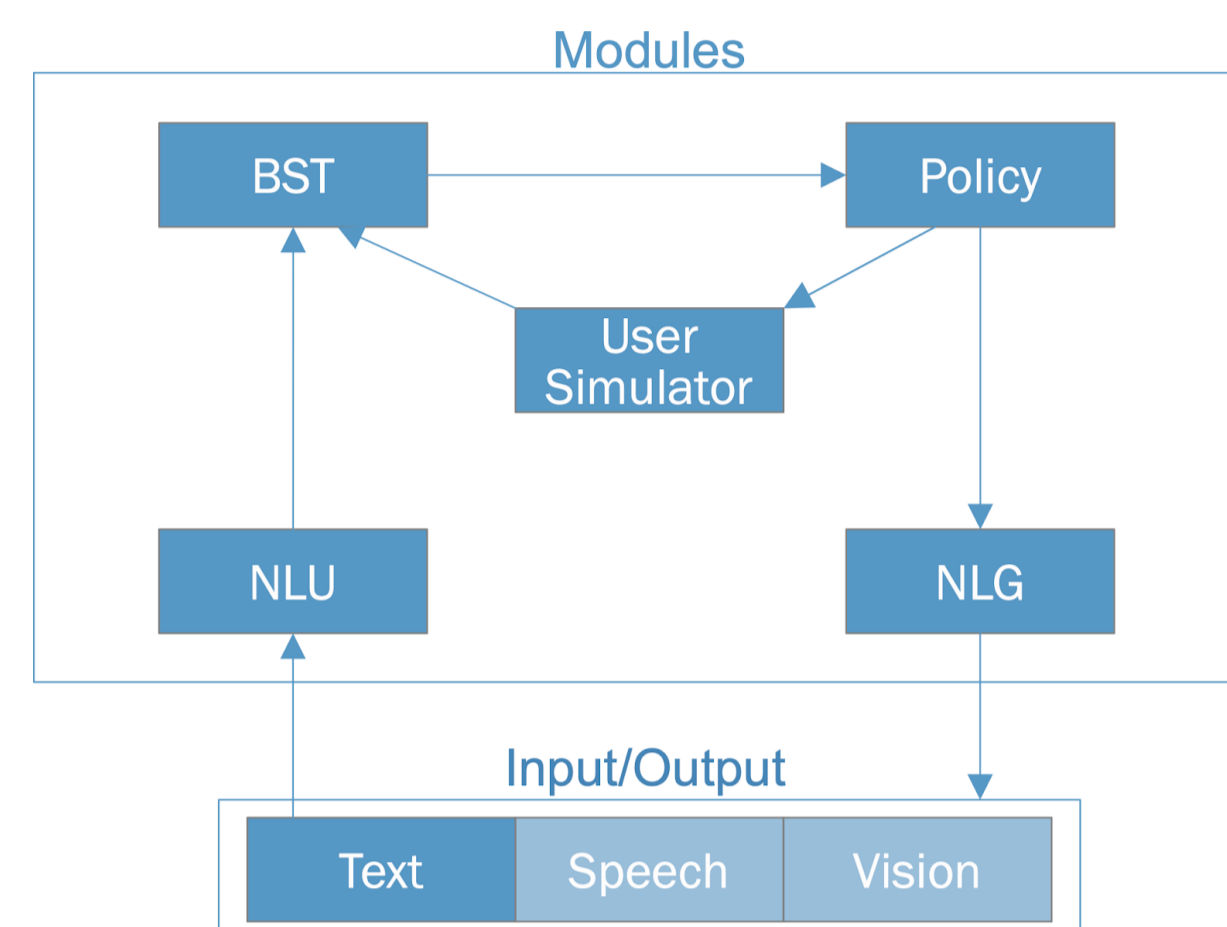 Modules
BST
Policy
User
Simulator
NLU
NLG
Input/Output
Text
Speech
Vision